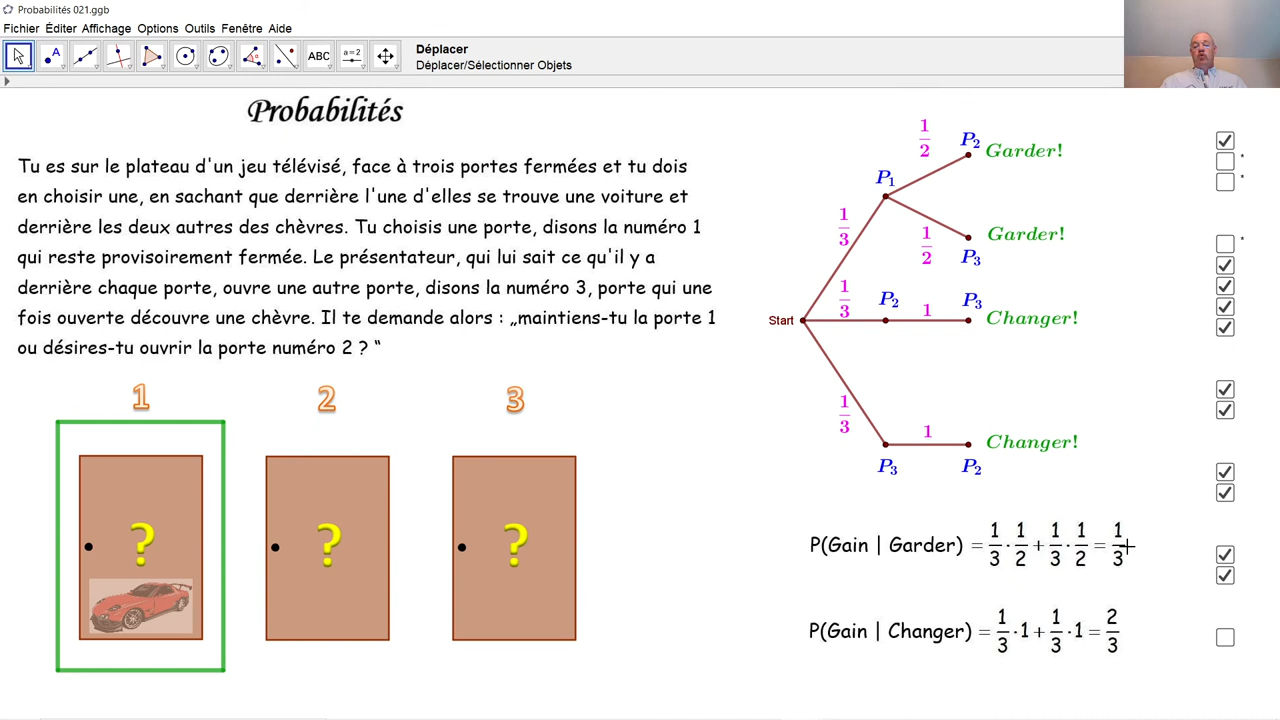 Probabilités 021.ggb
Fichier Éditer Affichage Options Outils Fenêtre Aide
A ABC a=2 Déplacer
Déplacer/Sélectionner Objets
Probabilités
Tu es sur le plateau d'un jeu télévisé, face à trois portes fermées et tu dois
en choisir une, en sachant que derrière l'une d'elles se trouve une voiture et
derrière les deux autres des chèvres. Tu choisis une porte, disons la numéro 1
qui reste provisoirement fermée. Le présentateur, qui lui sait ce qu'il y a
derrière chaque porte, ouvre une autre porte, disons la numéro 3, porte qui une
fois ouverte découvre une chèvre. Il te demande alors : „maintiens-tu la porte 1
ou désires-tu ouvrir la porte numéro 2 ? “
1 2 3
? ? ?
1/2 P2 Garder!
P1
1/3 1/2 Garder!
P3
1/3 P2 1 P3
Start Changer!
1/3 1 Changer!
P3 P2
P(Gain | Garder) = 1/3 · 1/2 + 1/3 · 1/2 = 1/3
P(Gain | Changer) = 1/3 · 1 + 1/3 · 1 = 2/3